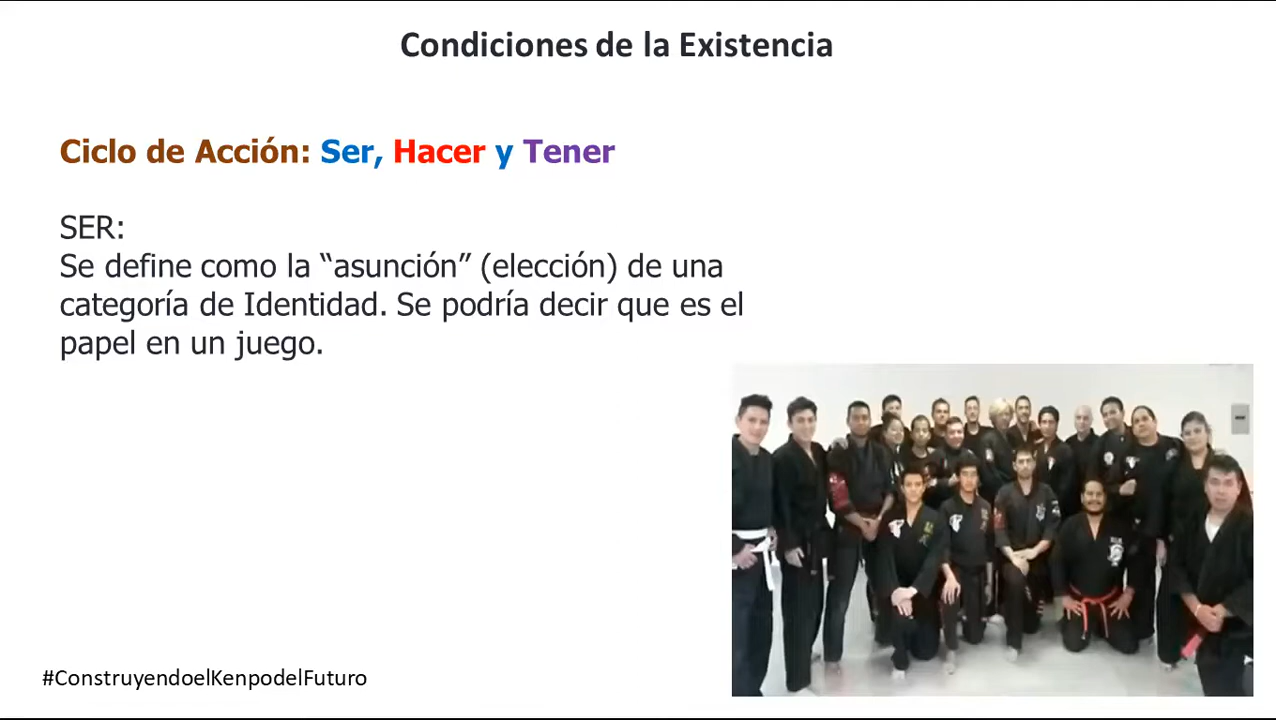 Condiciones de la Existencia
Ciclo de Acción: Ser, Hacer y Tener
SER:
Se define como la “asunción” (elección) de una
categoría de Identidad. Se podría decir que es el
papel en un juego.
#ConstruyendoelKenpodelFuturo